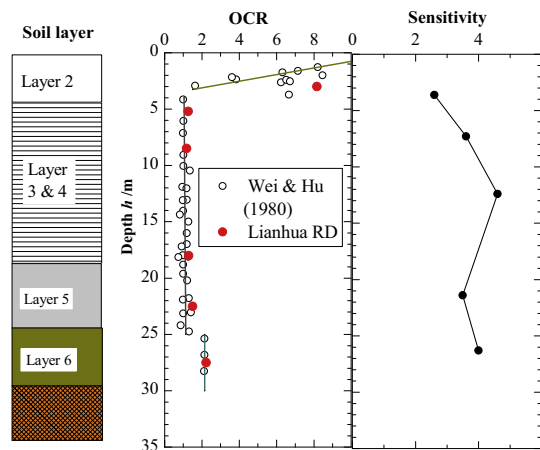 Soil layer
OCR
Sensitivity
0 2 4 6 8
0 2 4
0
5
10
15
20
25
30
35
Depth h /m
Layer 2
Layer
3 & 4
Layer 5
Layer 6
Wei & Hu
(1980)
Lianhua RD